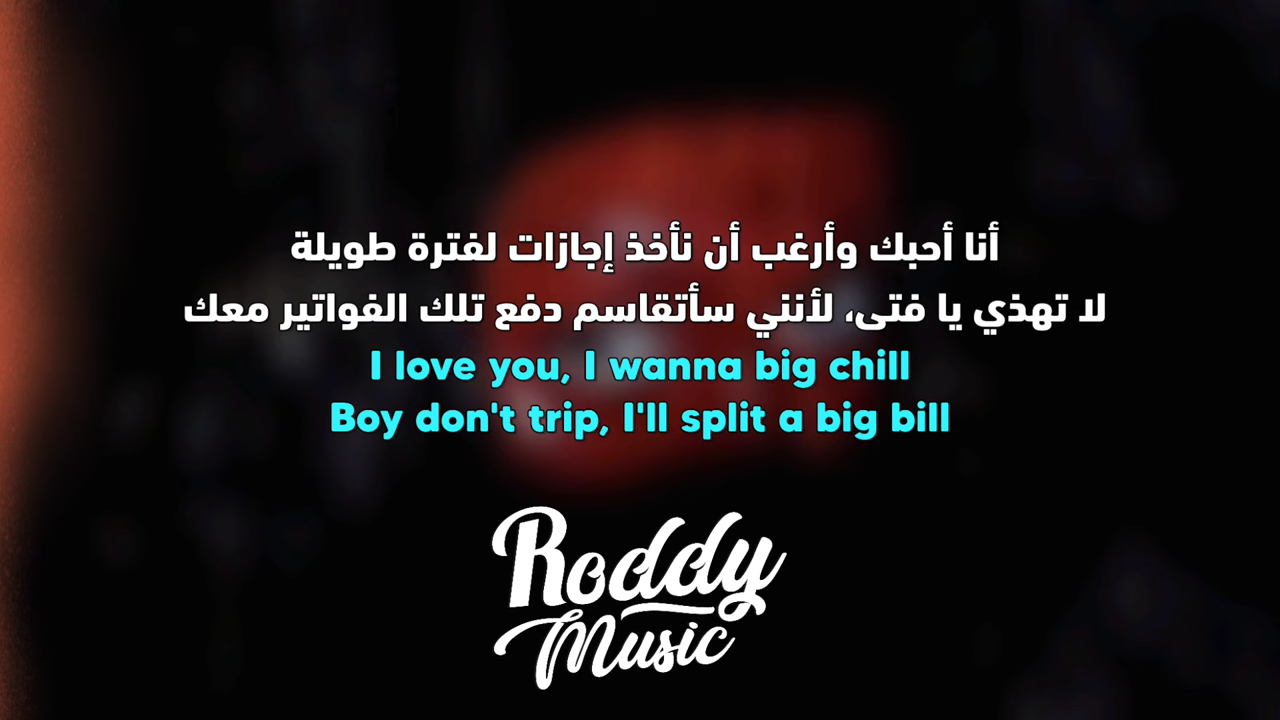 أنا أحبك وأرغب أن نأخذ إجازات لفترة طويلة
لا تهذي يا فتى، لأنني سأتقاسم دفع تلك الفواتير معك
I love you, I wanna big chill
Boy don't trip, I'll split a big bill
Roddy
Music